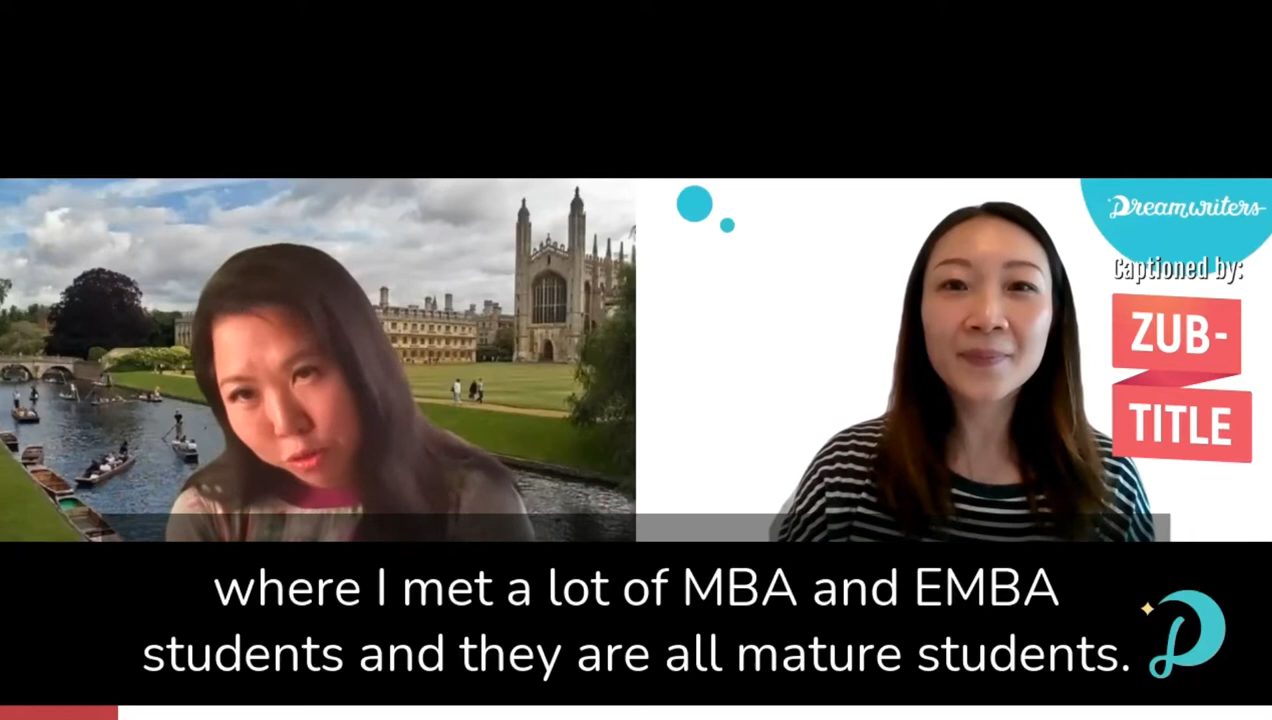 Dreamwriters
Captioned by:
ZUB-
TITLE
where I met a lot of MBA and EMBA
students and they are all mature students.